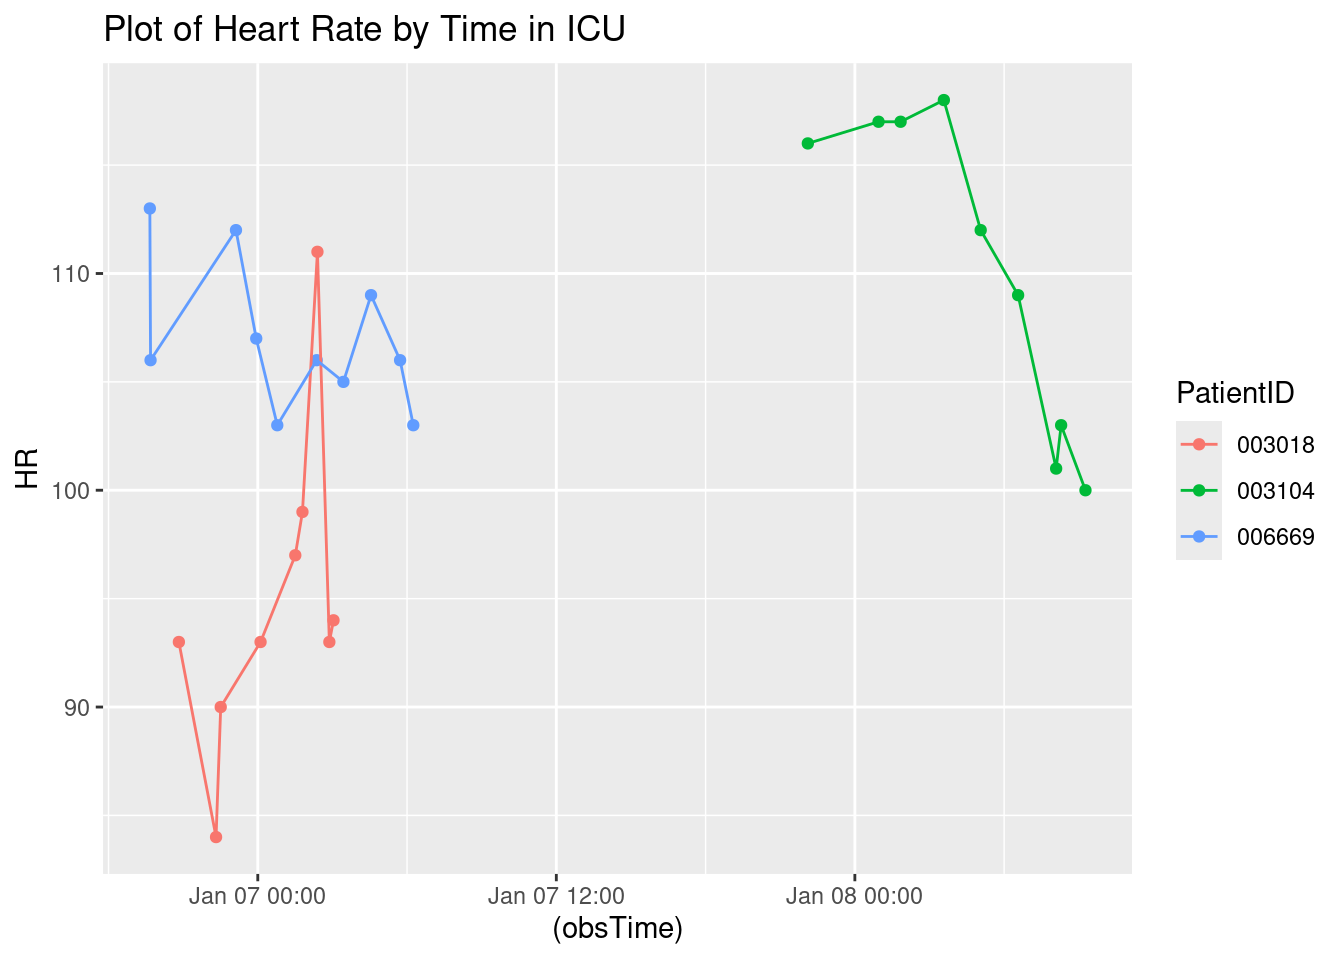 Plot of Heart Rate by Time in ICU
HR
110
100
90
Jan 07 00:00
Jan 07 12:00
Jan 08 00:00
(obsTime)
PatientID
003018
003104
006669